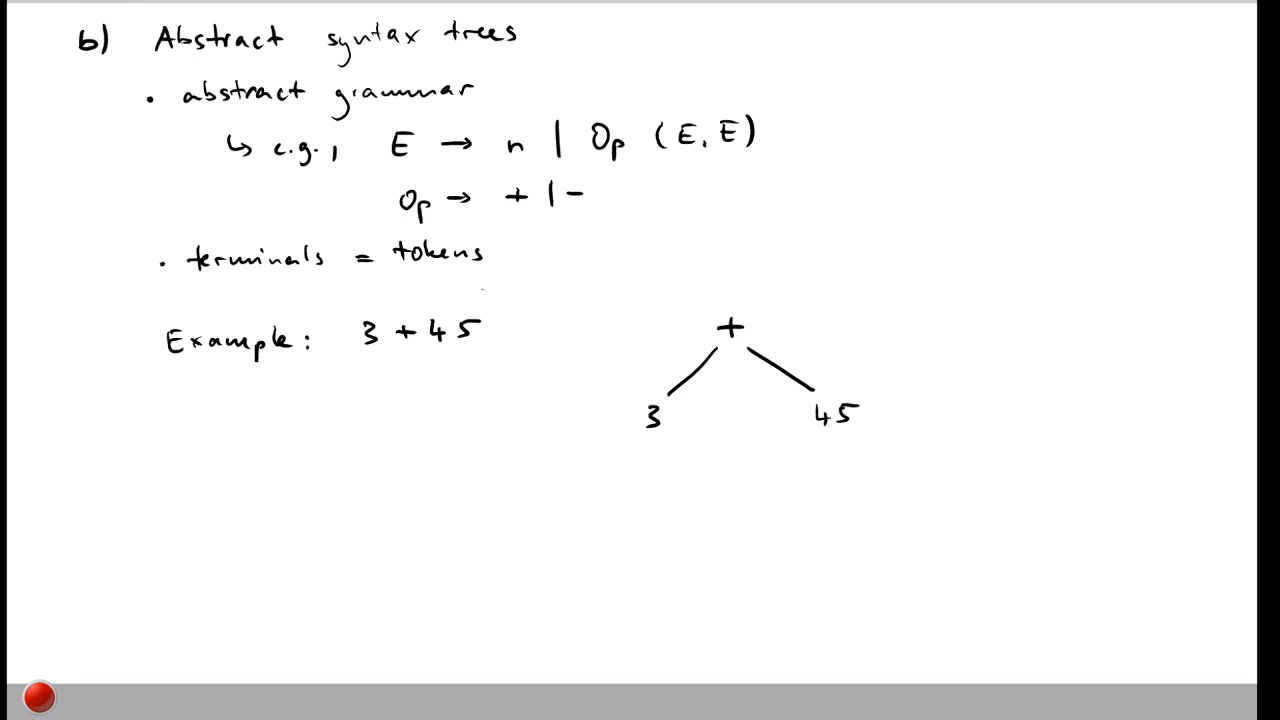 b) Abstract syntax trees
· abstract grammar
↳ e.g., E → n | Op (E, E)
Op → + | -
· terminals = tokens
Example: 3 + 45
+
3 45